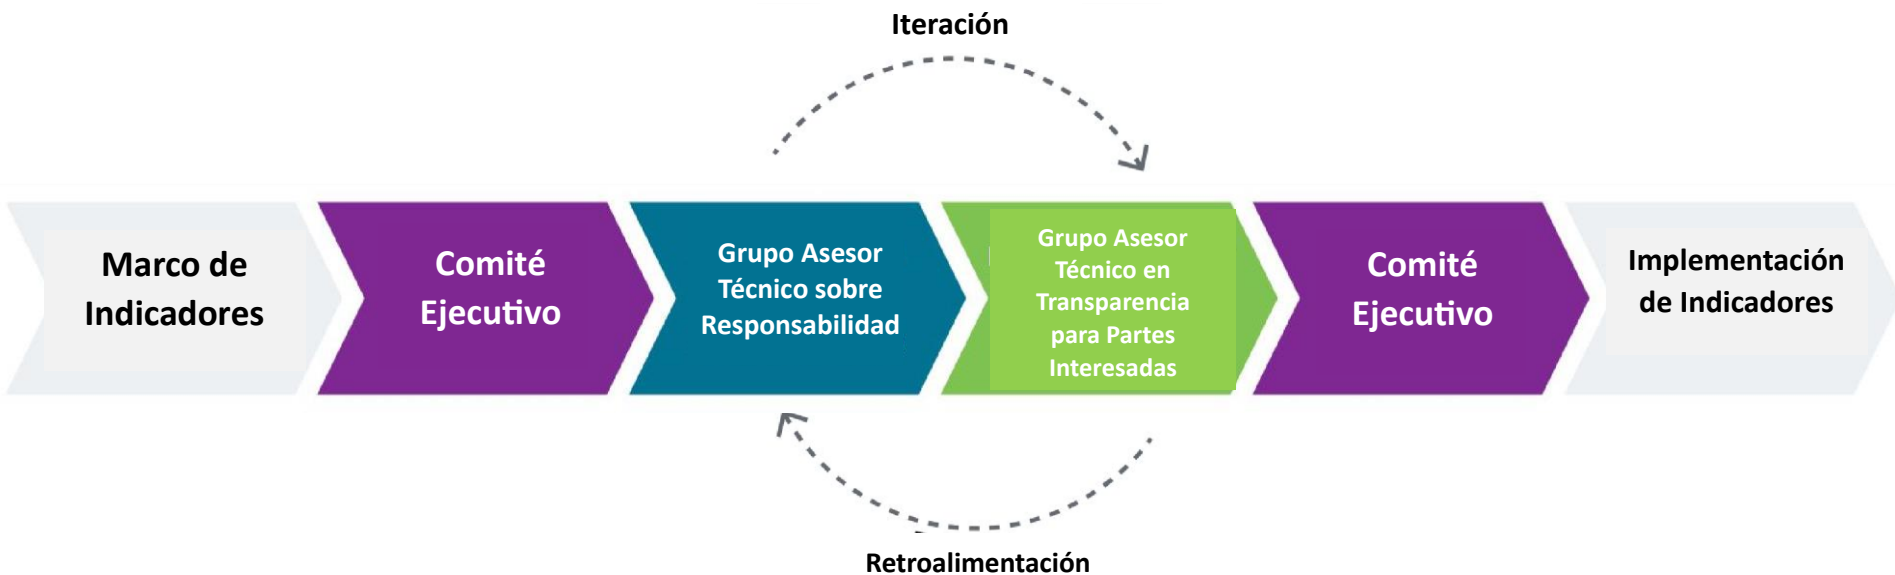 Iteración
Marco de
Indicadores
Comité
Ejecutivo
Grupo Asesor
Técnico sobre
Responsabilidad
Grupo Asesor
Técnico en
Transparencia
para Partes
Interesadas
Comité
Ejecutivo
Implementación
de Indicadores
Retroalimentación